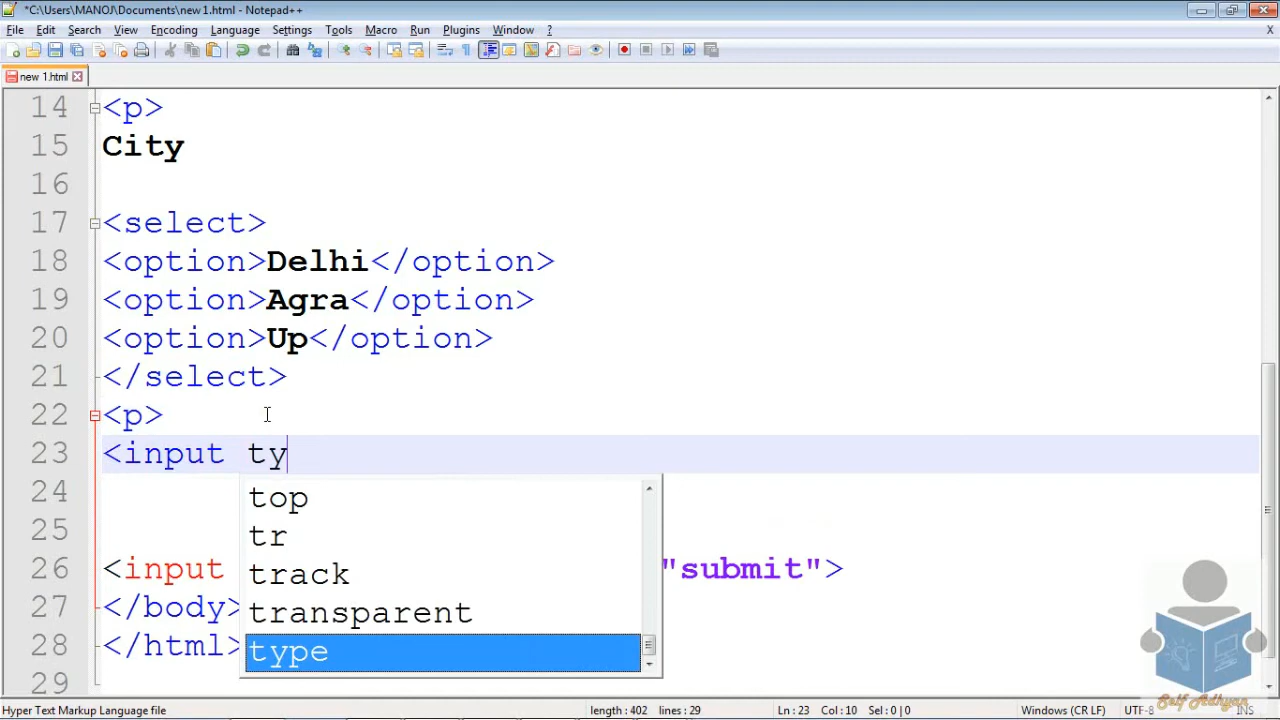 *C:\Users\MANOJ\Documents\new 1.html - Notepad++
File Edit Search View Encoding Language Settings Tools Macro Run Plugins Window ? X
new 1.html
14 <p>
15 City
16
17 <select>
18 <option>Delhi</option>
19 <option>Agra</option>
20 <option>Up</option>
21 </select>
22 <p>
23 <input ty
24 top
25 tr
26 <input track "submit">
27 </body> transparent
28 </html> type
29
Hyper Text Markup Language file length : 402 lines : 29 Ln : 23 Col : 10 Sel : 0 | 0 Windows (CR LF) UTF-8 INS
Self Adhyan